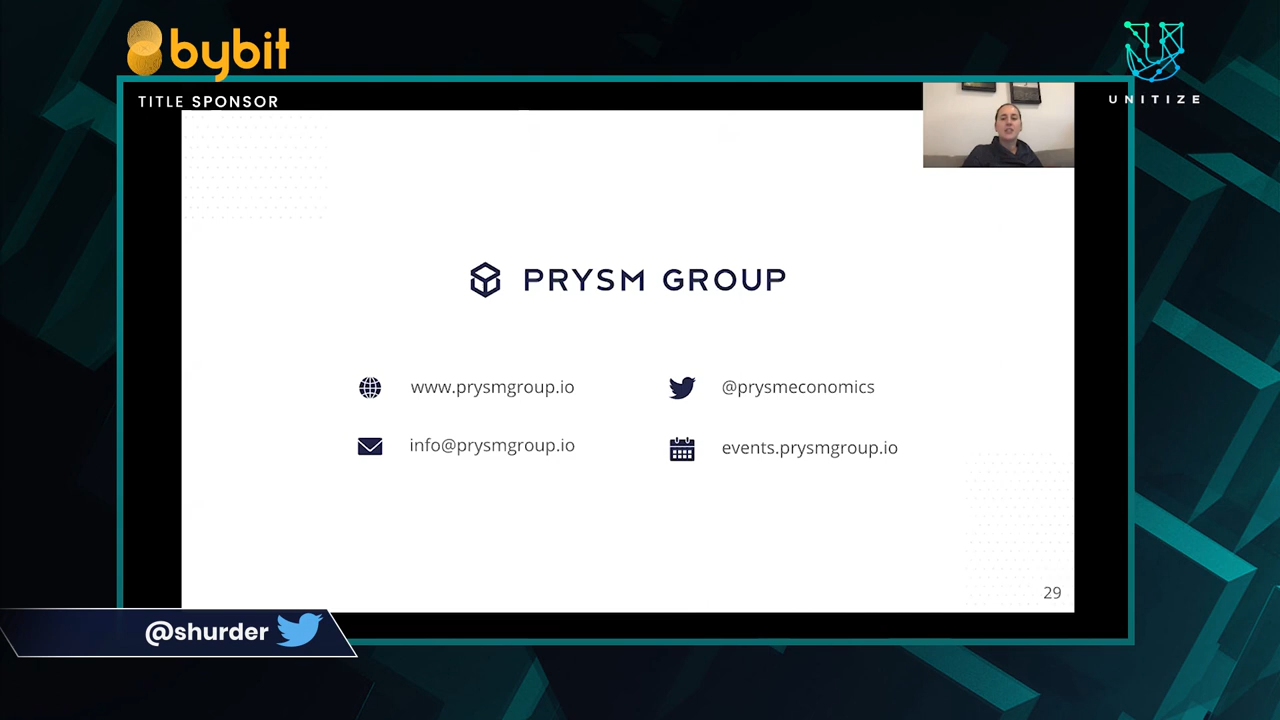 bybit
TITLE SPONSOR
UNITIZE
PRYSM GROUP
www.prysmgroup.io
@prysmeconomics
info@prysmgroup.io
events.prysmgroup.io
29
@shurder